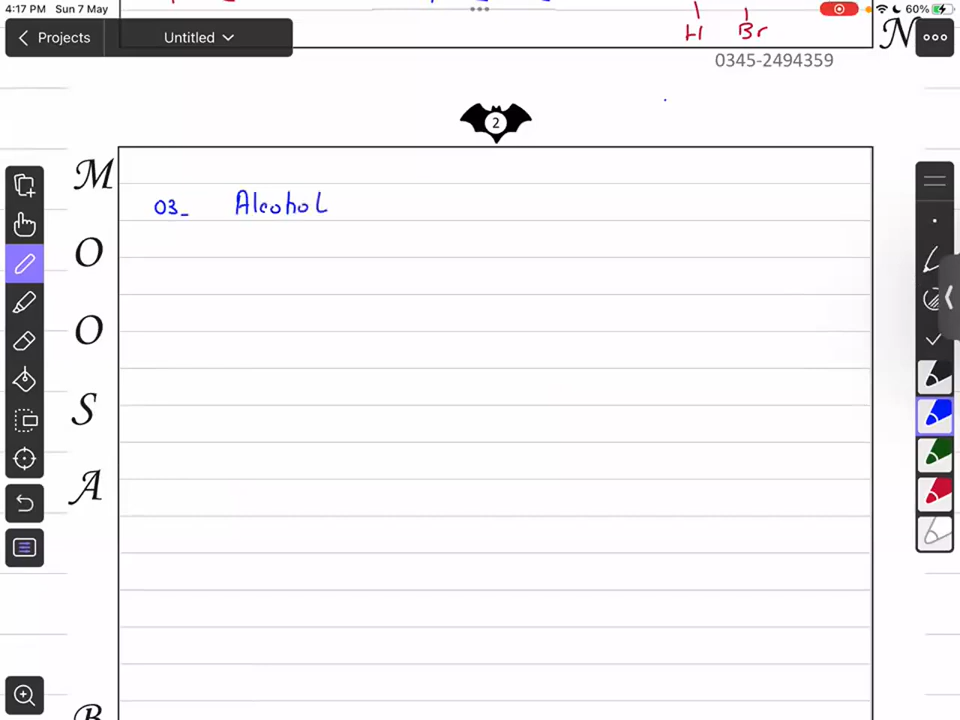 4:17 PM Sun 7 May
60%
Projects
Untitled
H Br
N
0345-2494359
2
M
03_ Alcohol
O
O
S
A
B